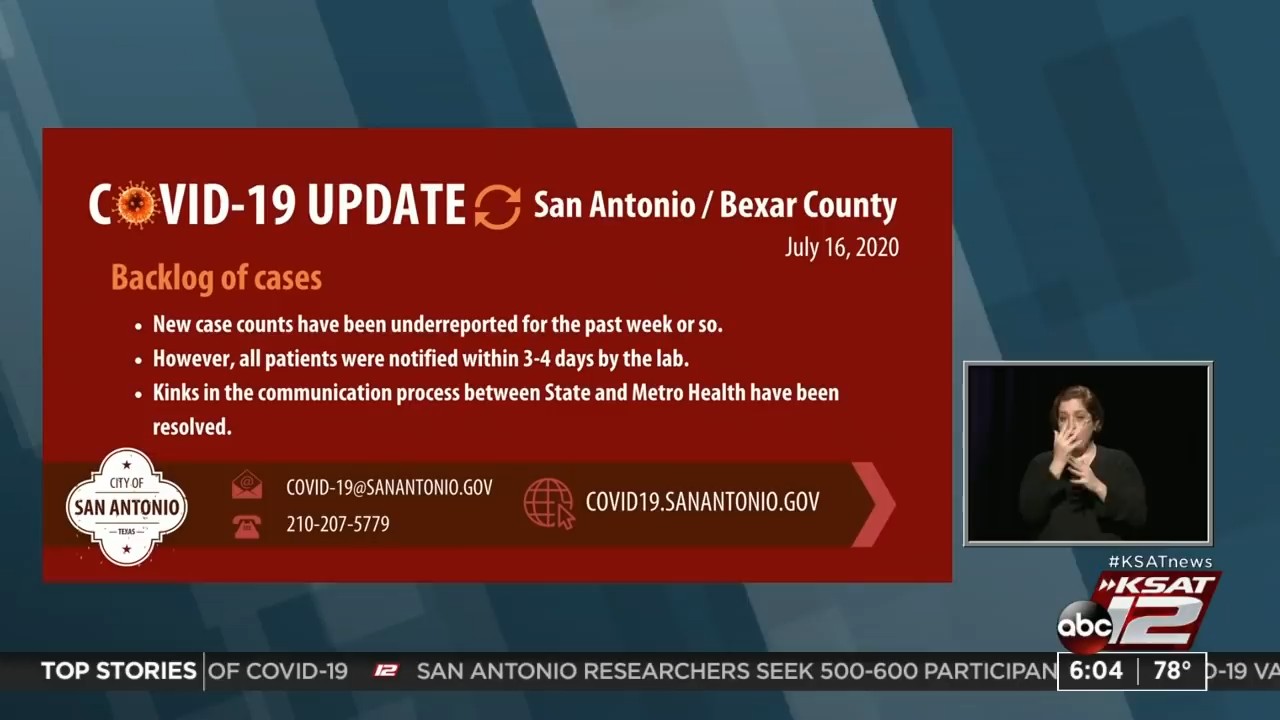 COVID-19 UPDATE
San Antonio / Bexar County
July 16, 2020
Backlog of cases
• New case counts have been underreported for the past week or so.
• However, all patients were notified within 3-4 days by the lab.
• Kinks in the communication process between State and Metro Health have been
resolved.
CITY OF
SAN ANTONIO
TEXAS
COVID-19@SANANTONIO.GOV
210-207-5779
COVID19.SANANTONIO.GOV
#KSATnews
KSAT
abc 12
TOP STORIES OF COVID-19 12 SAN ANTONIO RESEARCHERS SEEK 500-600 PARTICIPAN
6:04 78°
D-19 VA